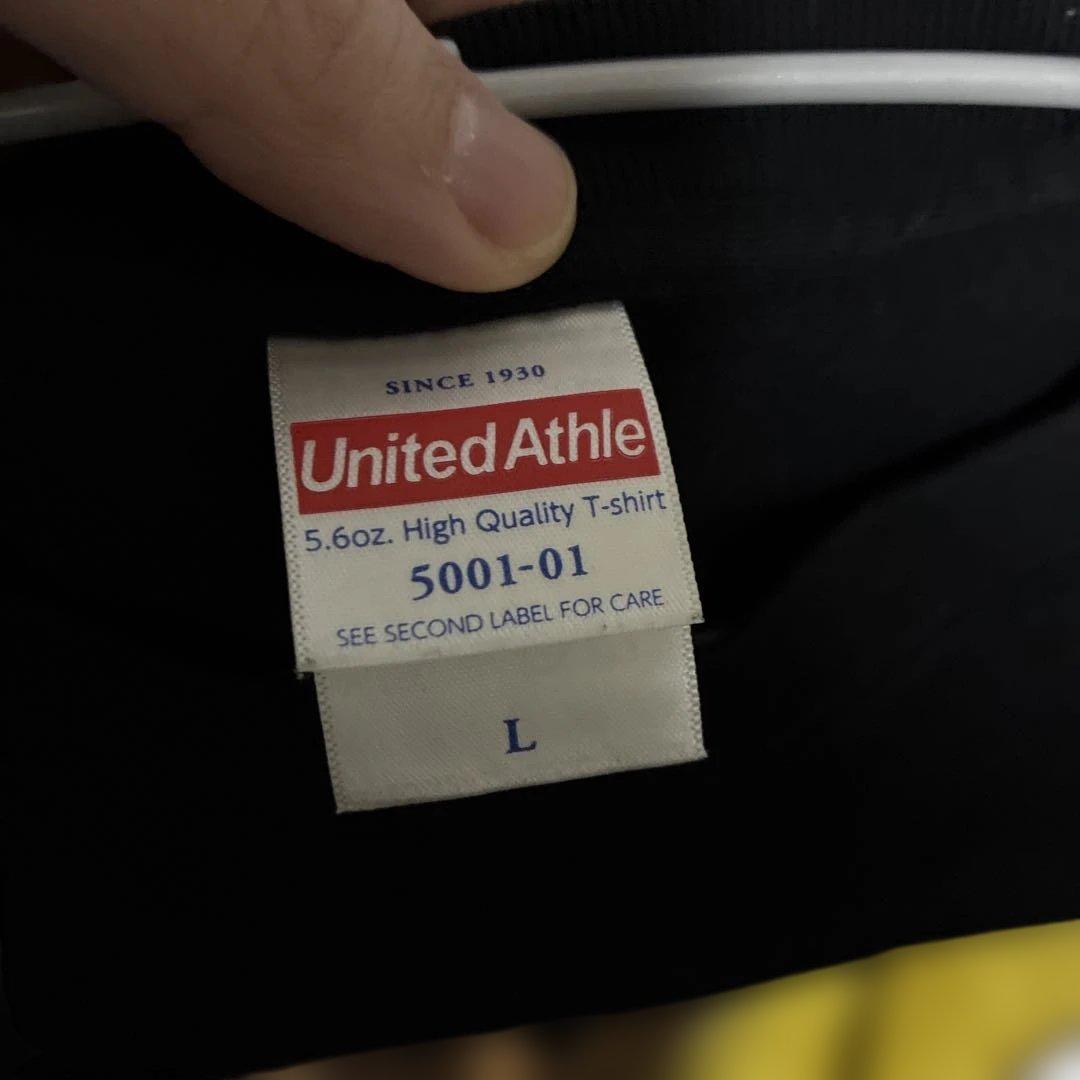 SINCE 1930
United Athle
5.6oz. High Quality T-shirt
5001-01
SEE SECOND LABEL FOR CARE
L